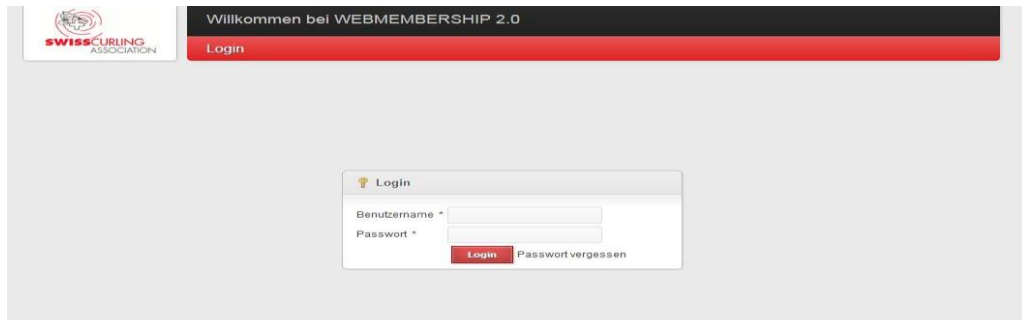 SWISSCURLING
ASSOCIATION
Willkommen bei WEBMEMBERSHIP 2.0
Login
Login
Benutzername *
Passwort *
Login Passwort vergessen